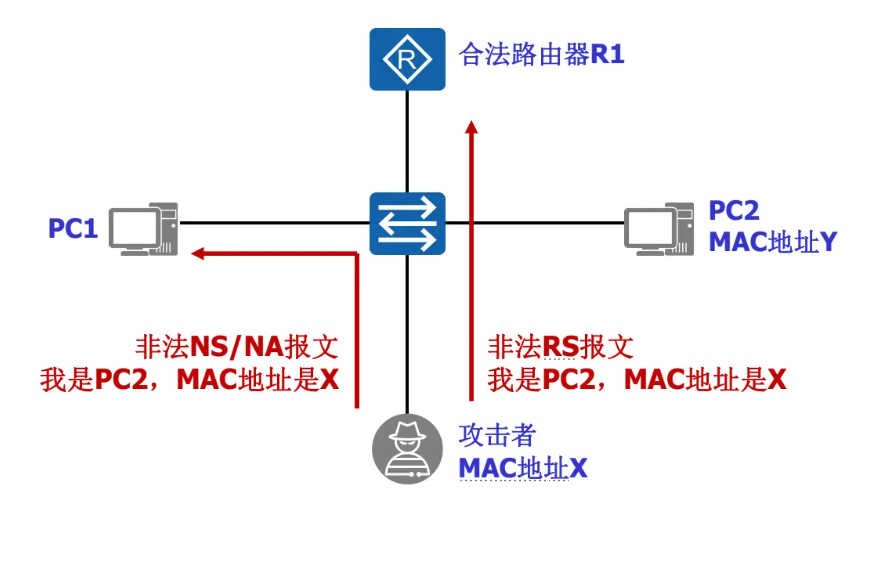 R
合法路由器R1
PC1
PC2
MAC地址Y
非法NS/NA报文
我是PC2，MAC地址是X
非法RS报文
我是PC2，MAC地址是X
攻击者
MAC地址X